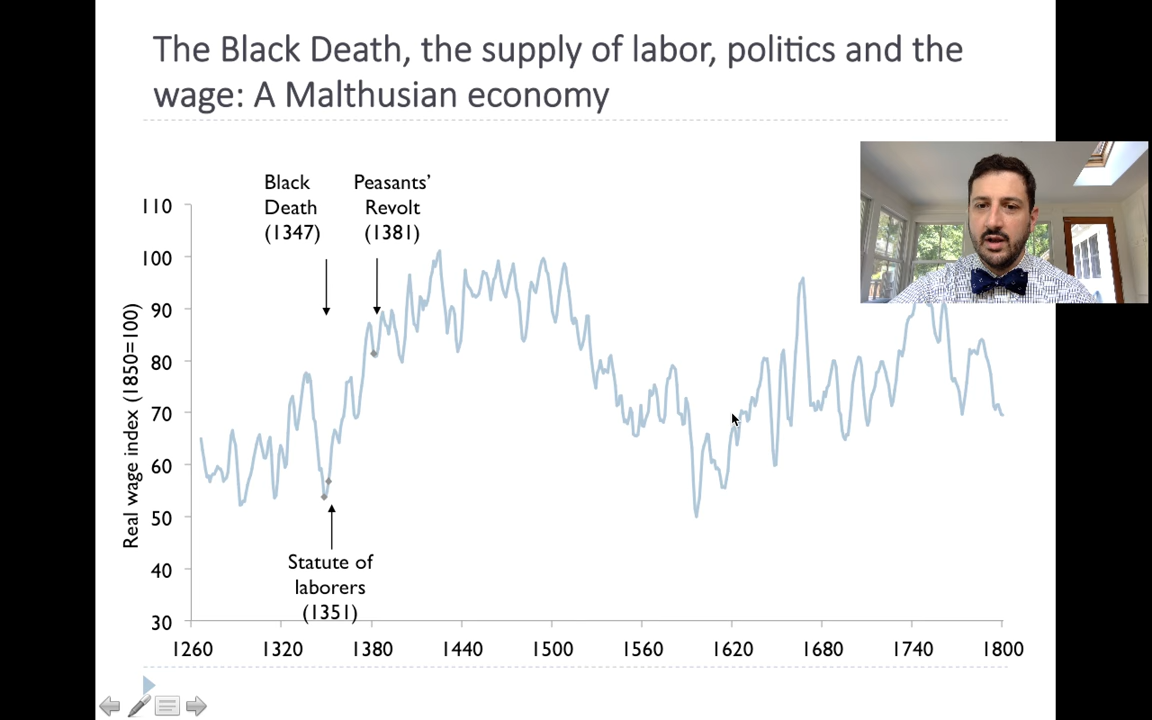 The Black Death, the supply of labor, politics and the
wage: A Malthusian economy
Black
Death
(1347)
Peasants’
Revolt
(1381)
110
100
90
80
70
60
50
40
30
Real wage index (1850=100)
Statute of
laborers
(1351)
1260 1320 1380 1440 1500 1560 1620 1680 1740 1800